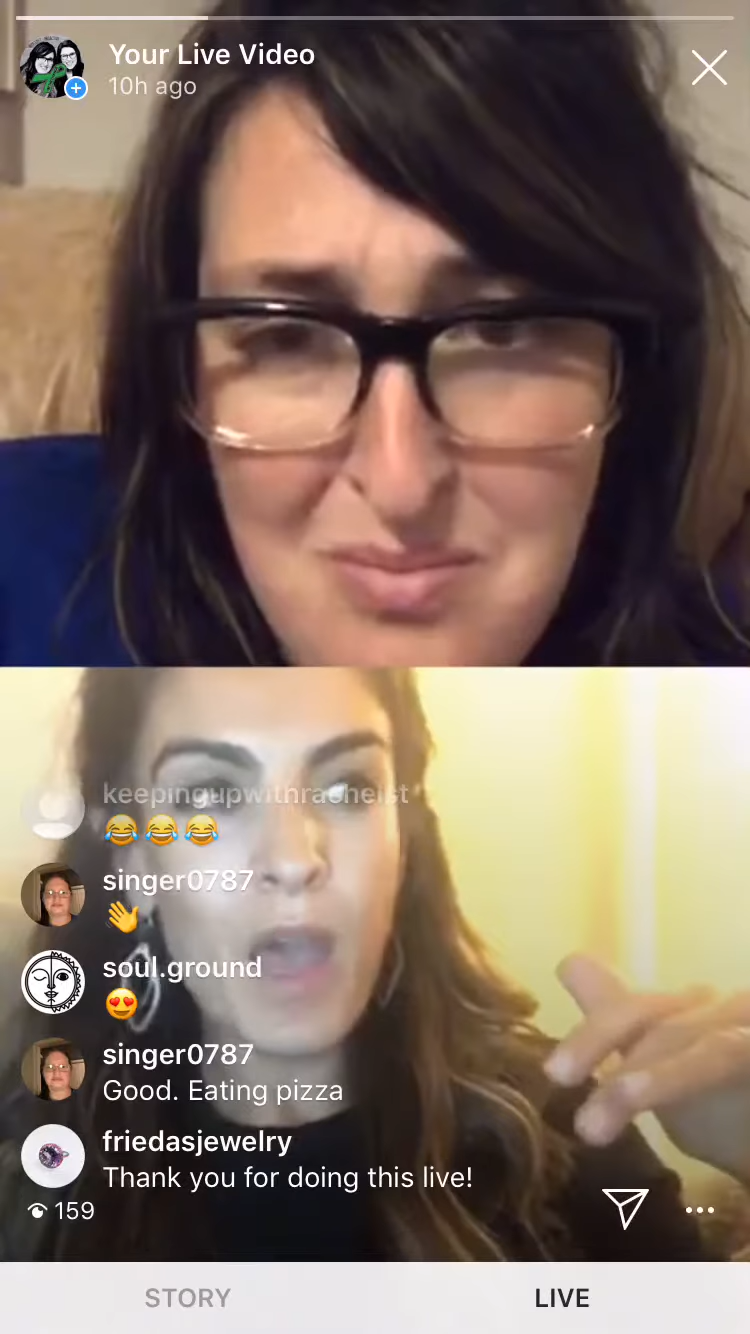 Your Live Video
10h ago
😂😂😂
singer0787
👋
soul.ground
😍
singer0787
Good. Eating pizza
friedasjewelry
Thank you for doing this live!
159
STORY
LIVE